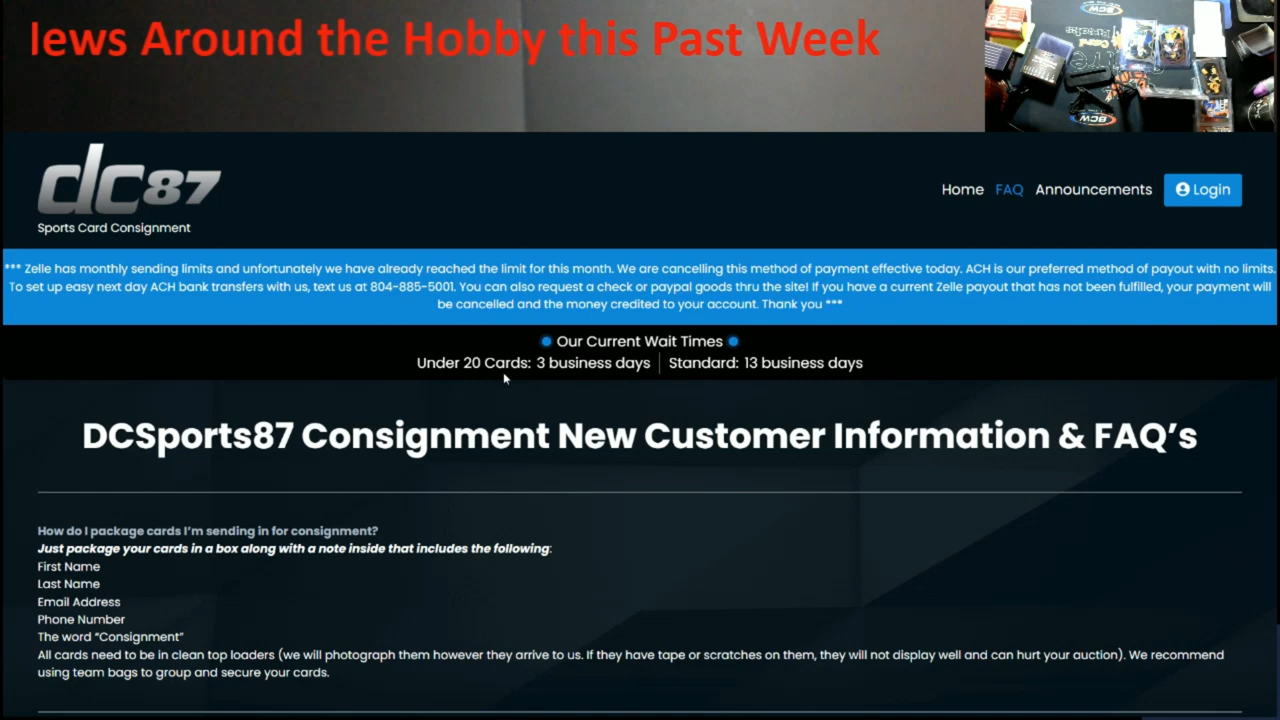 Iews Around the Hobby this Past Week
BCW
dc87
Sports Card Consignment
Home FAQ Announcements Login
*** Zelle has monthly sending limits and unfortunately we have already reached the limit for this month. We are cancelling this method of payment effective today. ACH is our preferred method of payout with no limits.
To set up easy next day ACH bank transfers with us, text us at 804-885-5001. You can also request a check or paypal goods thru the site! If you have a current Zelle payout that has not been fulfilled, your payment will
be cancelled and the money credited to your account. Thank you ***
Our Current Wait Times
Under 20 Cards: 3 business days | Standard: 13 business days
DCSports87 Consignment New Customer Information & FAQ's
How do I package cards I'm sending in for consignment?
Just package your cards in a box along with a note inside that includes the following:
First Name
Last Name
Email Address
Phone Number
The word "Consignment"
All cards need to be in clean top loaders (we will photograph them however they arrive to us. If they have tape or scratches on them, they will not display well and can hurt your auction). We recommend
using team bags to group and secure your cards.